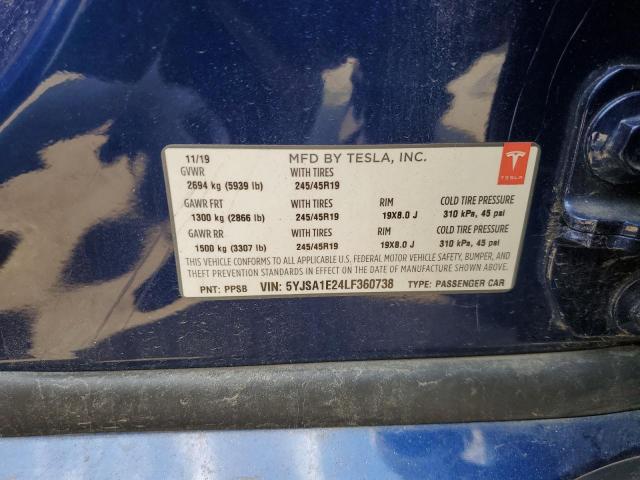 11/19 MFD BY TESLA, INC.
GVWR WITH TIRES
2694 kg (5939 lb) 245/45R19
TESLA
GAWR FRT WITH TIRES RIM COLD TIRE PRESSURE
1300 kg (2866 lb) 245/45R19 19X8.0 J 310 kPa, 45 psi
GAWR RR WITH TIRES RIM COLD TIRE PRESSURE
1500 kg (3307 lb) 245/45R19 19X8.0 J 310 kPa, 45 psi
THIS VEHICLE CONFORMS TO ALL APPLICABLE U.S. FEDERAL MOTOR VEHICLE SAFETY, BUMPER, AND
THEFT PREVENTION STANDARDS IN EFFECT ON THE DATE OF MANUFACTURE SHOWN ABOVE.
PNT: PPSB VIN: 5YJSA1E24LF360738 TYPE: PASSENGER CAR